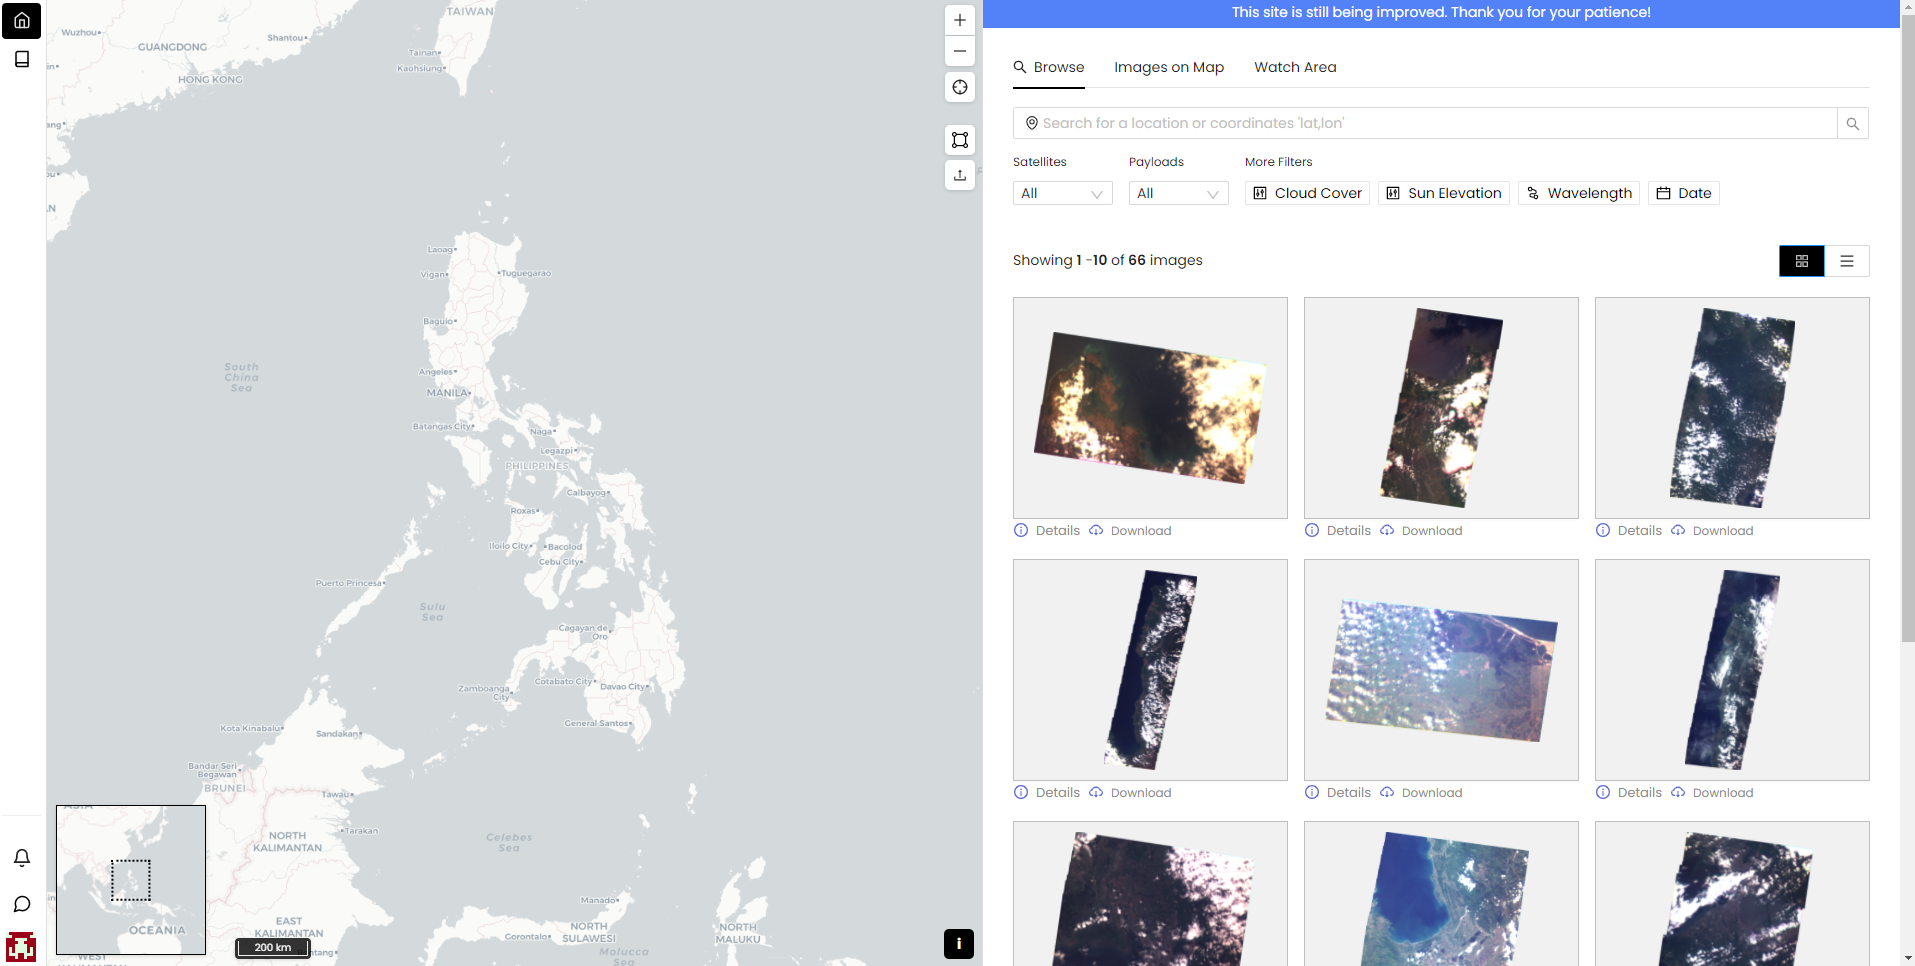 This site is still being improved. Thank you for your patience!
Browse
Images on Map
Watch Area
Search for a location or coordinates 'lat,lon'
Satellites
Payloads
More Filters
All
All
Cloud Cover
Sun Elevation
Wavelength
Date
Showing 1 -10 of 66 images
Details
Download
Details
Download
Details
Download
Details
Download
Details
Download
Details
Download
TAIWAN
Wuzhou
Shantou
GUANGDONG
Tainan
Kaohsiung
HONG KONG
Laoag
Vigan
Tuguegarao
Baguio
South
China
Sea
Angeles
MANILA
Batangas City
Naga
Legazpi
PHILIPPINES
Calbayog
Roxas
Iloilo City
Bacolod
Cebu City
Puerto Princesa
Sulu
Sea
Cagayan de
Oro
Cotabato City
Davao City
Zamboanga
City
General Santos
Kota Kinabalu
Sandakan
Bandar Seri
Begawan
BRUNEI
Tawau
Tarakan
NORTH
KALIMANTAN
Celebes
Sea
Manado
EAST
KALIMANTAN
NORTH
SULAWESI
NORTH
MALUKU
Gorontalo
Molucca
Sea
ASIA
OCEANIA
WEST
200 km